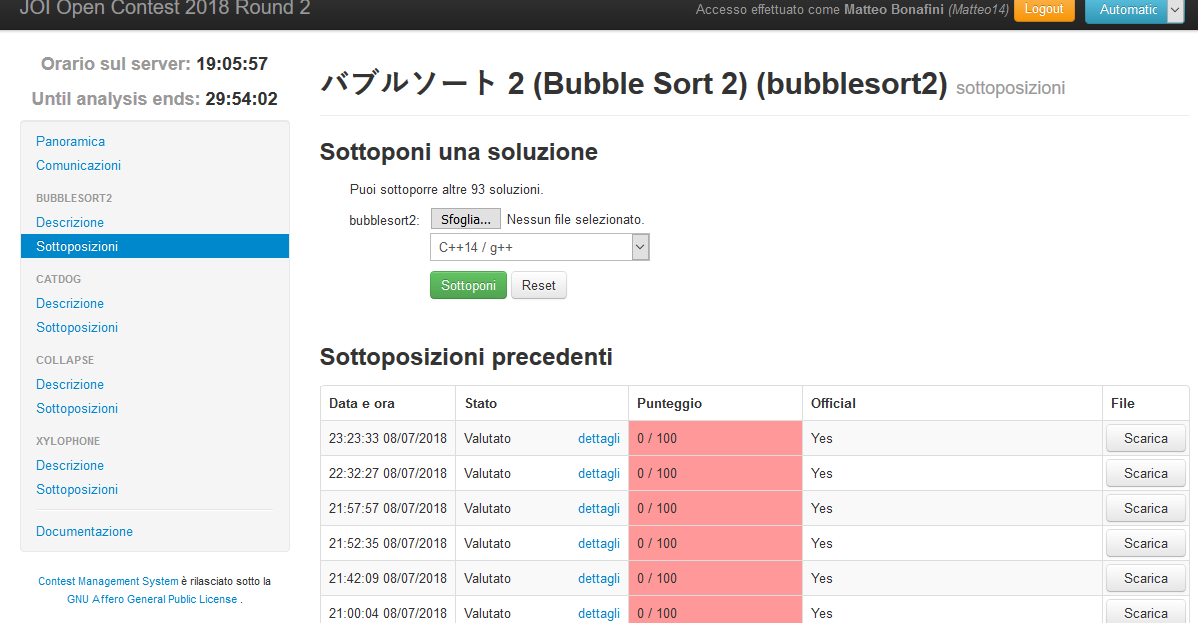 JOI Open Contest 2018 Round 2
Accesso effettuato come Matteo Bonafini (Matteo14) Logout Automatic
Orario sul server: 19:05:57
Until analysis ends: 29:54:02
Panoramica
Comunicazioni
BUBBLESORT2
Descrizione
Sottoposizioni
CATDOG
Descrizione
Sottoposizioni
COLLAPSE
Descrizione
Sottoposizioni
XYLOPHONE
Descrizione
Sottoposizioni
Documentazione
Contest Management System è rilasciato sotto la
GNU Affero General Public License .
バブルソート 2 (Bubble Sort 2) (bubblesort2) sottoposizioni
Sottoponi una soluzione
Puoi sottoporre altre 93 soluzioni.
bubblesort2: Sfoglia... Nessun file selezionato.
C++14 / g++
Sottoponi Reset
Sottoposizioni precedenti
Data e ora Stato Punteggio Official File
23:23:33 08/07/2018 Valutato dettagli 0 / 100 Yes Scarica
22:32:27 08/07/2018 Valutato dettagli 0 / 100 Yes Scarica
21:57:57 08/07/2018 Valutato dettagli 0 / 100 Yes Scarica
21:52:35 08/07/2018 Valutato dettagli 0 / 100 Yes Scarica
21:42:09 08/07/2018 Valutato dettagli 0 / 100 Yes Scarica
21:00:04 08/07/2018 Valutato dettagli 0 / 100 Yes Scarica